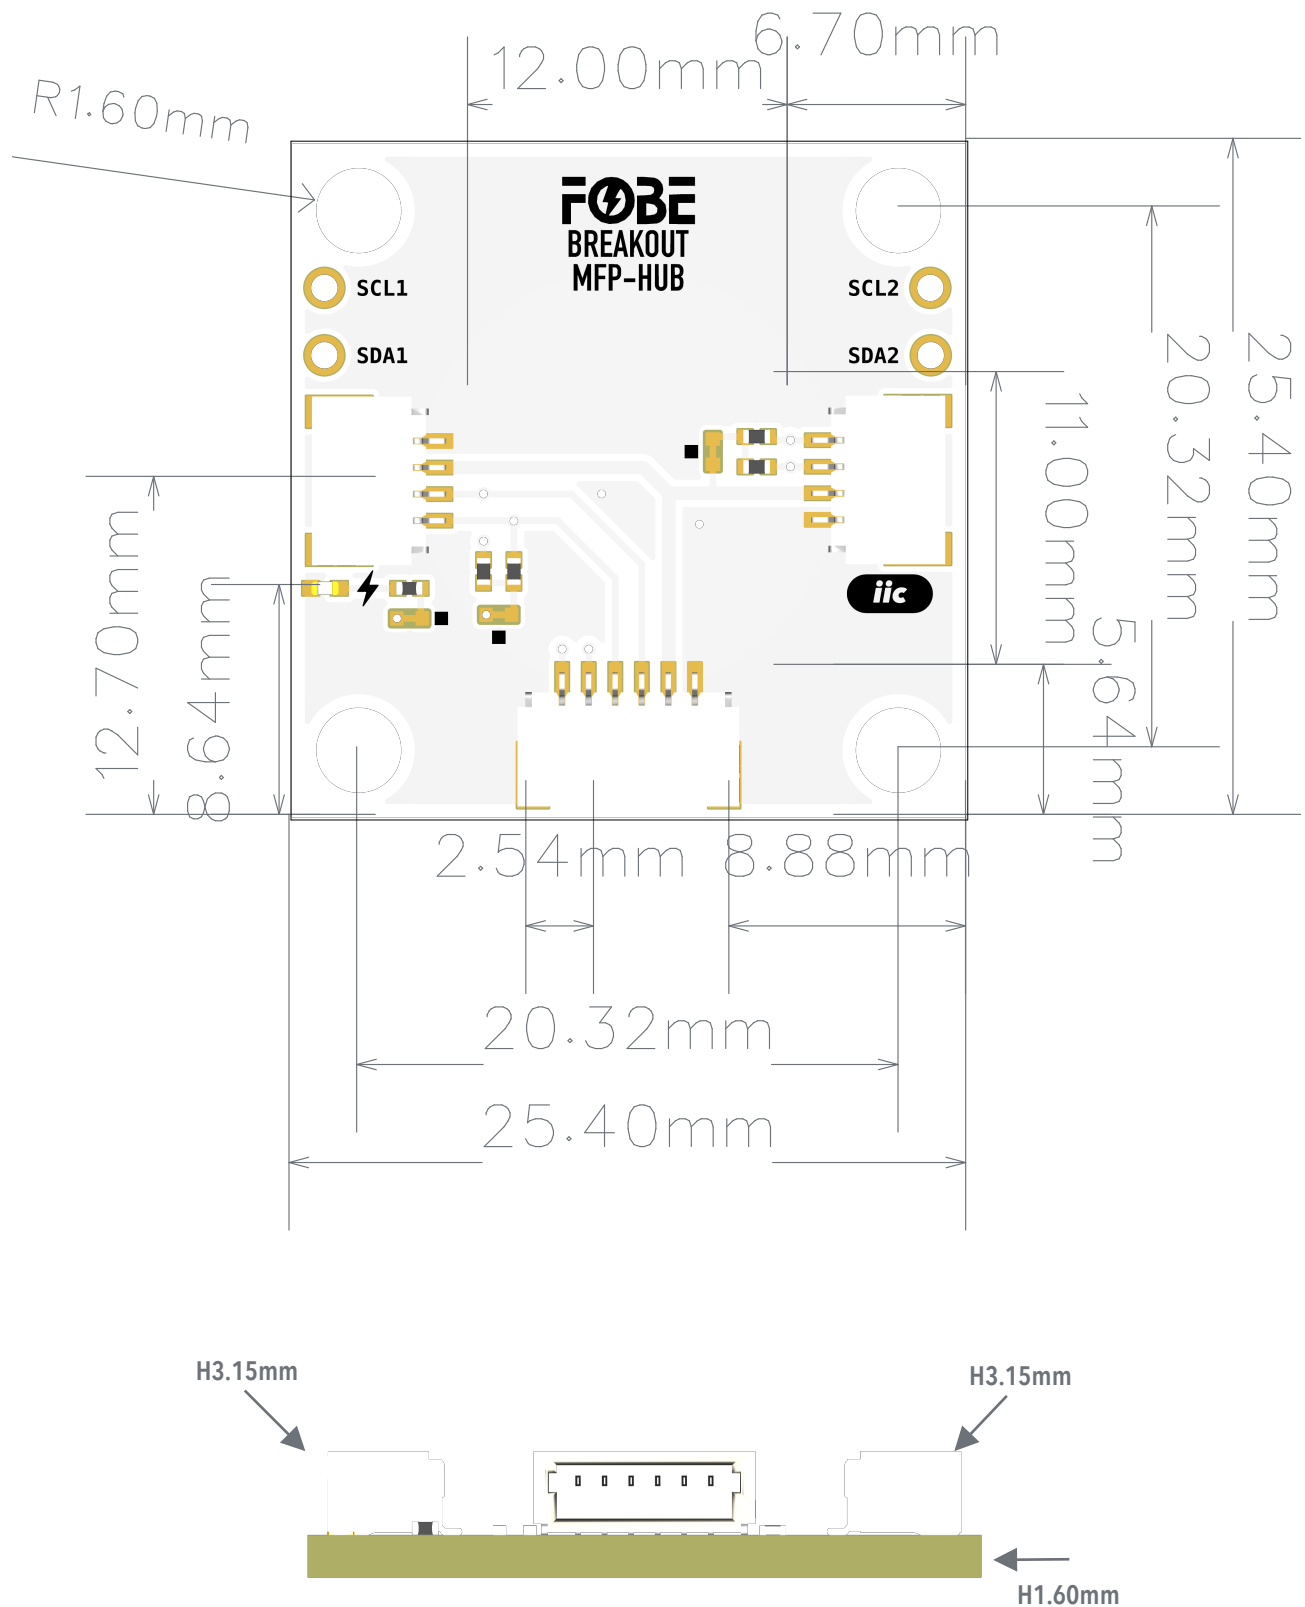 6.70mm
12.00mm
R1.60mm
FOBE
BREAKOUT
MFP-HUB
SCL1
SCL2
SDA1
SDA2
20.32mm
25.40mm
11.00mm
12.70mm
8.64mm
iic
5.64mm
2.54mm
8.88mm
20.32mm
25.40mm
H3.15mm
H3.15mm
H1.60mm